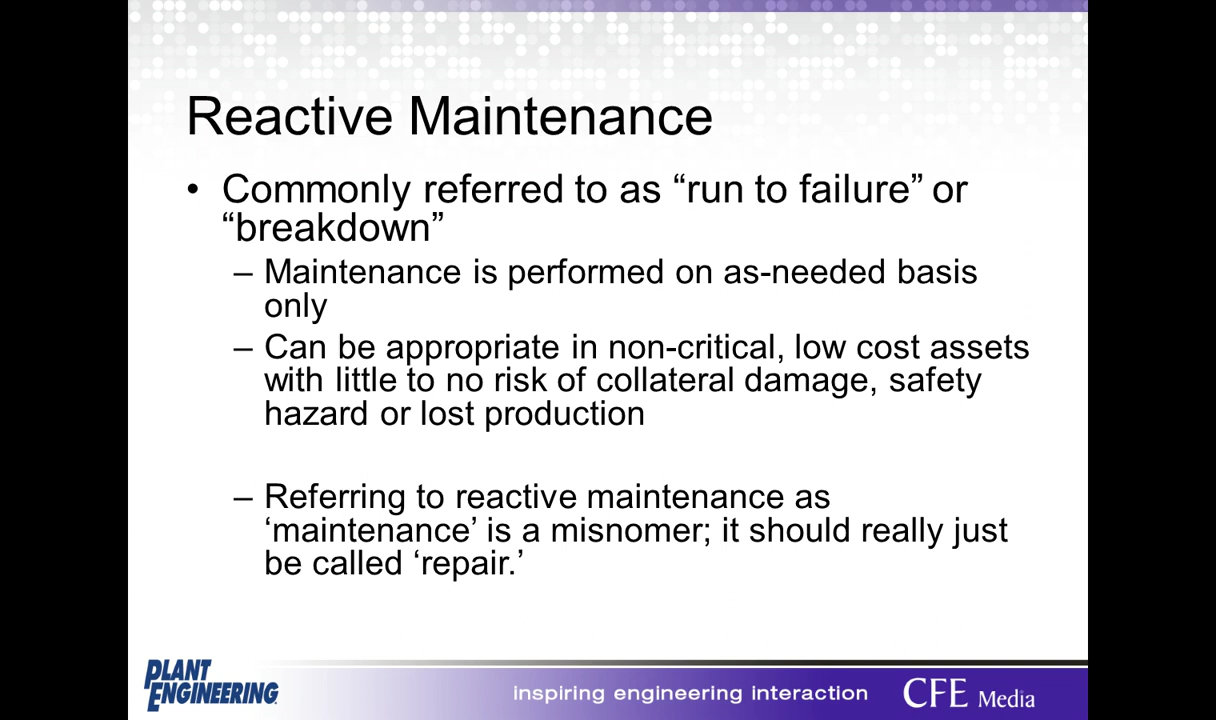 Reactive Maintenance
• Commonly referred to as “run to failure” or
“breakdown”
– Maintenance is performed on as-needed basis
only
– Can be appropriate in non-critical, low cost assets
with little to no risk of collateral damage, safety
hazard or lost production
– Referring to reactive maintenance as
‘maintenance’ is a misnomer; it should really just
be called ‘repair.’
PLANT
ENGINEERING
inspiring engineering interaction
CFE Media